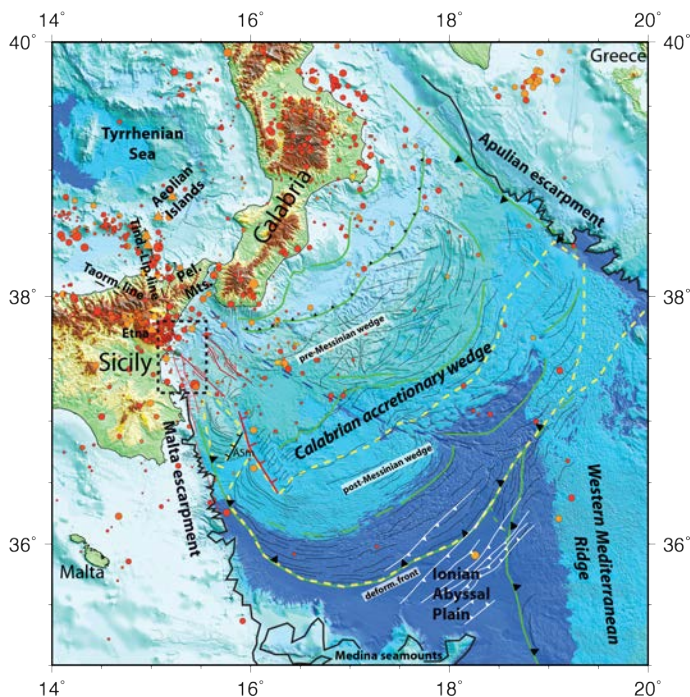 14˚ 16˚ 18˚ 20˚
40˚ 40˚
Greece
Tyrrhenian
Sea
Apulian escarpment
Aeolian
Islands
Calabria
Tind.-Lip. line
Pel.
Mts.
Taorm. line
38˚ 38˚
Etna
pre-Messinian wedge
Sicily
Calabrian accretionary wedge
ASm
post-Messinian wedge
Malta escarpment
Western Mediterranean
Ridge
36˚ 36˚
Malta
deform. front
Ionian
Abyssal
Plain
Medina seamounts
14˚ 16˚ 18˚ 20˚